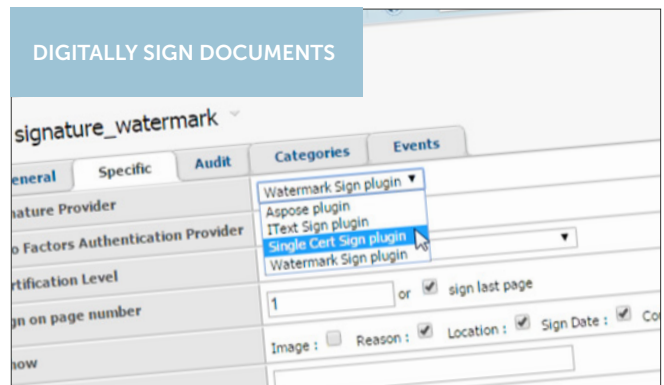 DIGITALLY SIGN DOCUMENTS
signature_watermark
eneral Specific Audit Categories Events
nature Provider Watermark Sign plugin
Aspose plugin
IText Sign plugin
o Factors Authentication Provider
Single Cert Sign plugin
Watermark Sign plugin
rtification Level
gn on page number 1 or sign last page
how Image : Reason : Location : Sign Date : Co